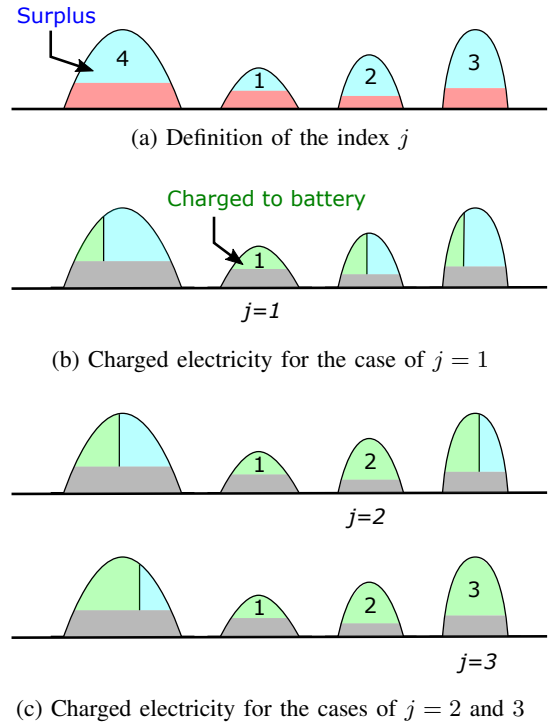 Surplus
4
1
2
3
(a) Definition of the index j
Charged to battery
1
j=1
(b) Charged electricity for the case of j = 1
1
2
j=2
1
2
3
j=3
(c) Charged electricity for the cases of j = 2 and 3